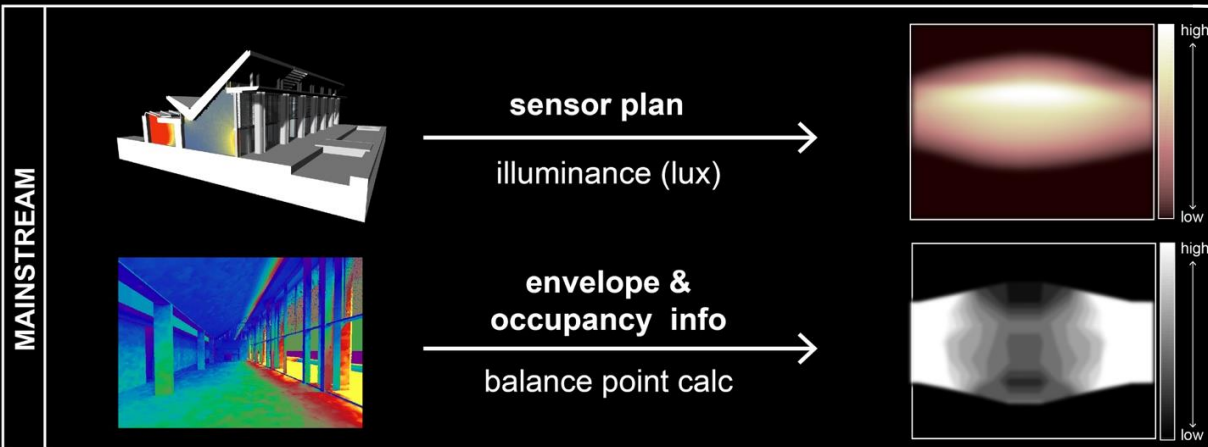 MAINSTREAM
sensor plan
illuminance (lux)
high
low
envelope &
occupancy info
balance point calc
high
low